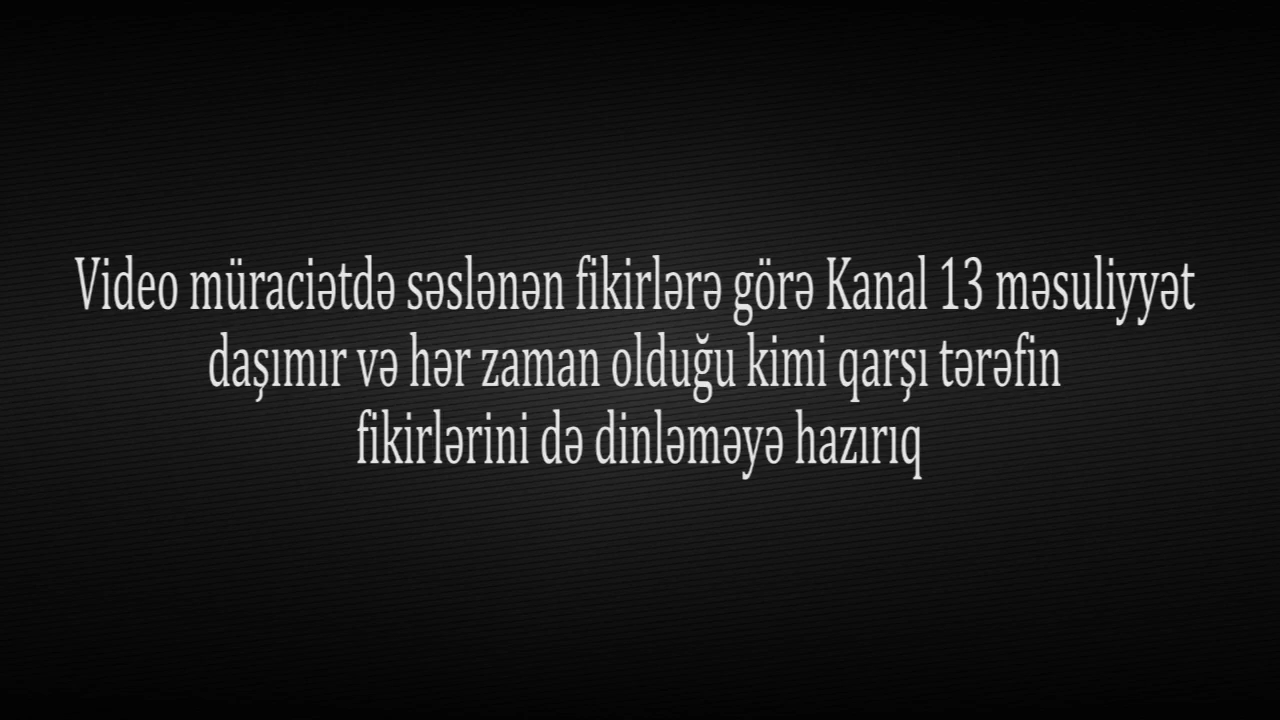 Video müraciətdə səslənən fikirlərə görə Kanal 13 məsuliyyət
daşımır və hər zaman olduğu kimi qarşı tərəfin
fikirlərini də dinləməyə hazırıq